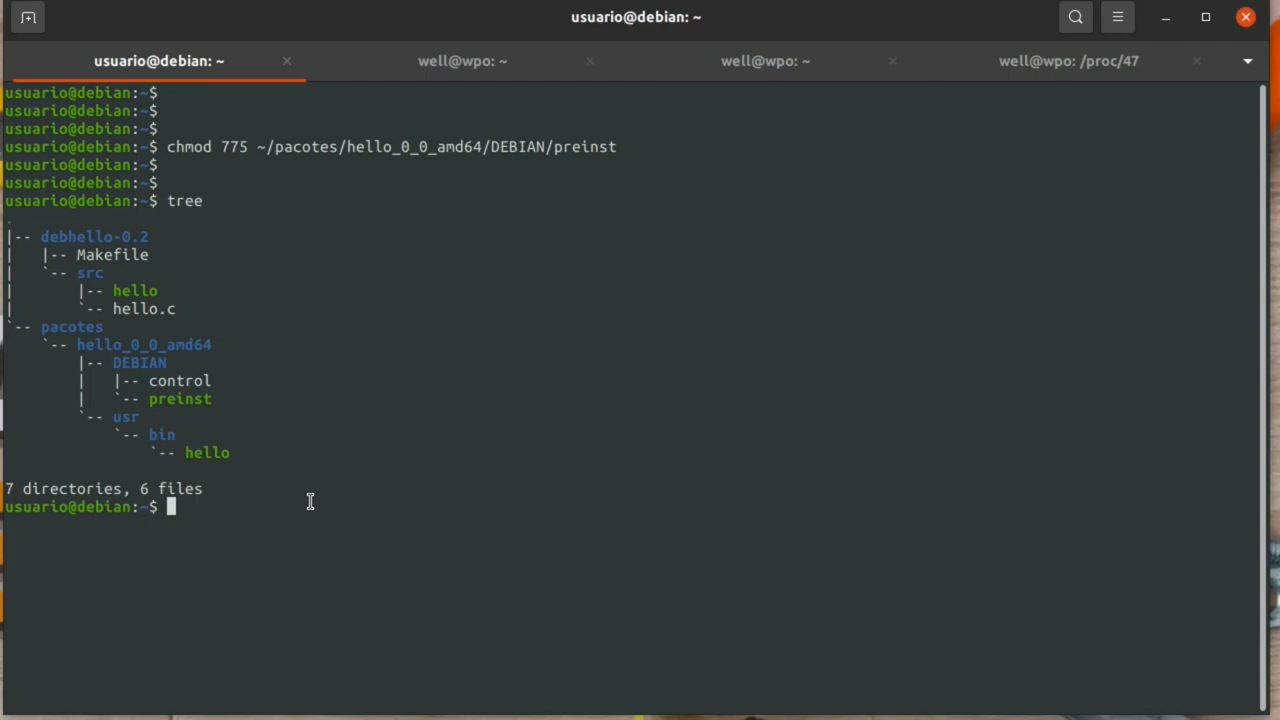 usuario@debian: ~
usuario@debian: ~
well@wpo: ~
well@wpo: ~
well@wpo: /proc/47
usuario@debian:~$
usuario@debian:~$
usuario@debian:~$
usuario@debian:~$ chmod 775 ~/pacotes/hello_0_0_amd64/DEBIAN/preinst
usuario@debian:~$
usuario@debian:~$
usuario@debian:~$ tree
.
|-- debhello-0.2
|   |-- Makefile
|   `-- src
|       |-- hello
|       `-- hello.c
`-- pacotes
    `-- hello_0_0_amd64
        |-- DEBIAN
        |   |-- control
        |   `-- preinst
        `-- usr
            `-- bin
                `-- hello
7 directories, 6 files
usuario@debian:~$